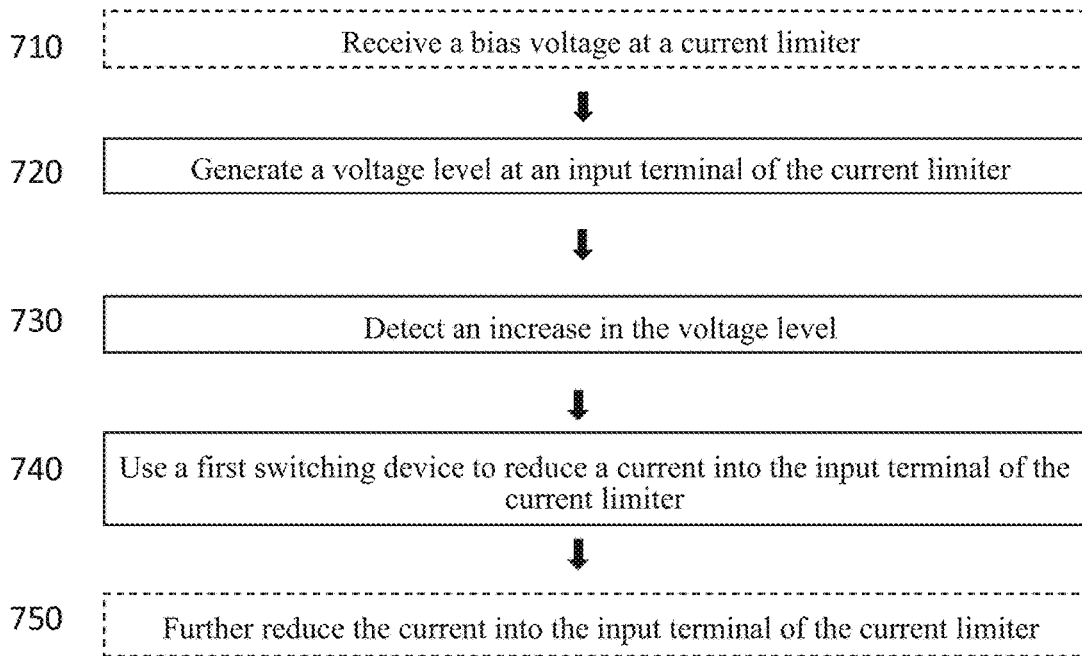 710 Receive a bias voltage at a current limiter
720 Generate a voltage level at an input terminal of the current limiter
730 Detect an increase in the voltage level
740 Use a first switching device to reduce a current into the input terminal of the
current limiter
750 Further reduce the current into the input terminal of the current limiter